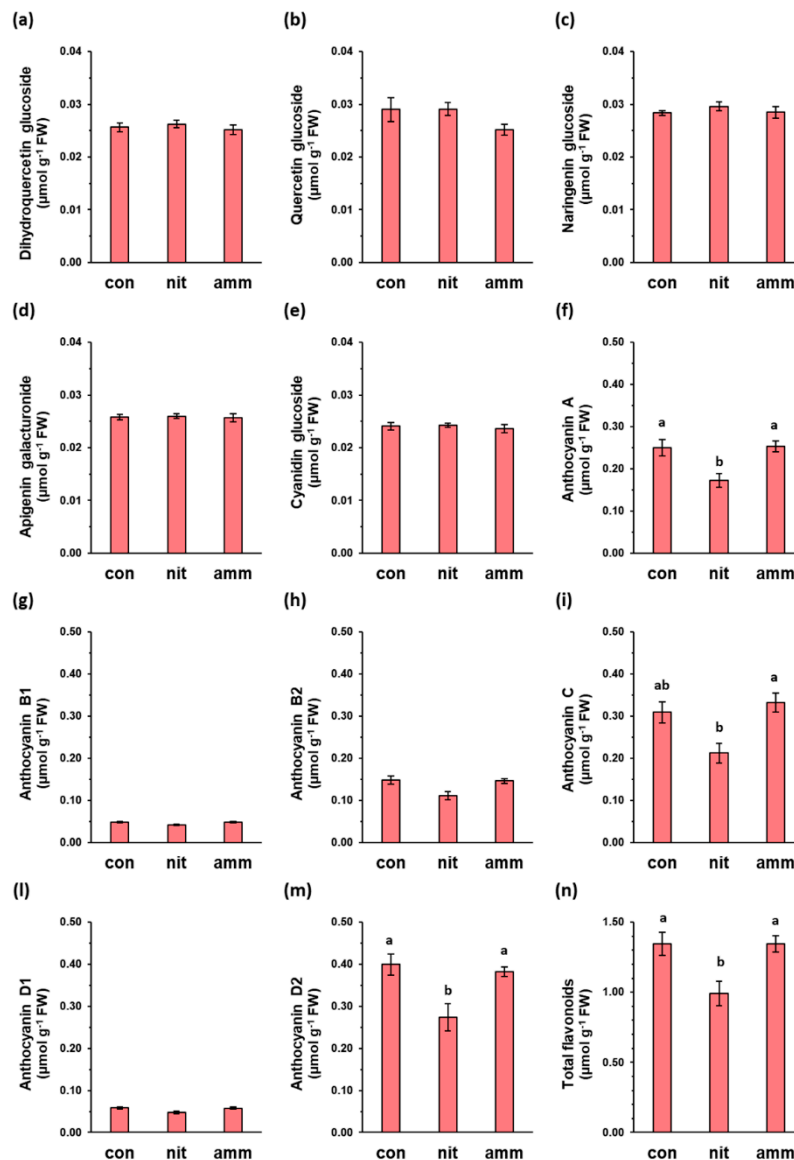 (a)
Dihydroquercetin glucoside
(µmol g⁻¹ FW)
0.04
0.03
0.02
0.01
0.00
con nit amm
(b)
Quercetin glucoside
(µmol g⁻¹ FW)
0.04
0.03
0.02
0.01
0.00
con nit amm
(c)
Naringenin glucoside
(µmol g⁻¹ FW)
0.04
0.03
0.02
0.01
0.00
con nit amm
(d)
Apigenin galacturonide
(µmol g⁻¹ FW)
0.04
0.03
0.02
0.01
0.00
con nit amm
(e)
Cyanidin glucoside
(µmol g⁻¹ FW)
0.04
0.03
0.02
0.01
0.00
con nit amm
(f)
Anthocyanin A
(µmol g⁻¹ FW)
0.50
0.40
0.30
0.20
0.10
0.00
a b a
con nit amm
(g)
Anthocyanin B1
(µmol g⁻¹ FW)
0.50
0.40
0.30
0.20
0.10
0.00
con nit amm
(h)
Anthocyanin B2
(µmol g⁻¹ FW)
0.50
0.40
0.30
0.20
0.10
0.00
con nit amm
(i)
Anthocyanin C
(µmol g⁻¹ FW)
0.50
0.40
0.30
0.20
0.10
0.00
ab b a
con nit amm
(l)
Anthocyanin D1
(µmol g⁻¹ FW)
0.50
0.40
0.30
0.20
0.10
0.00
con nit amm
(m)
Anthocyanin D2
(µmol g⁻¹ FW)
0.50
0.40
0.30
0.20
0.10
0.00
a b a
con nit amm
(n)
Total flavonoids
(µmol g⁻¹ FW)
1.50
1.00
0.50
0.00
a b a
con nit amm